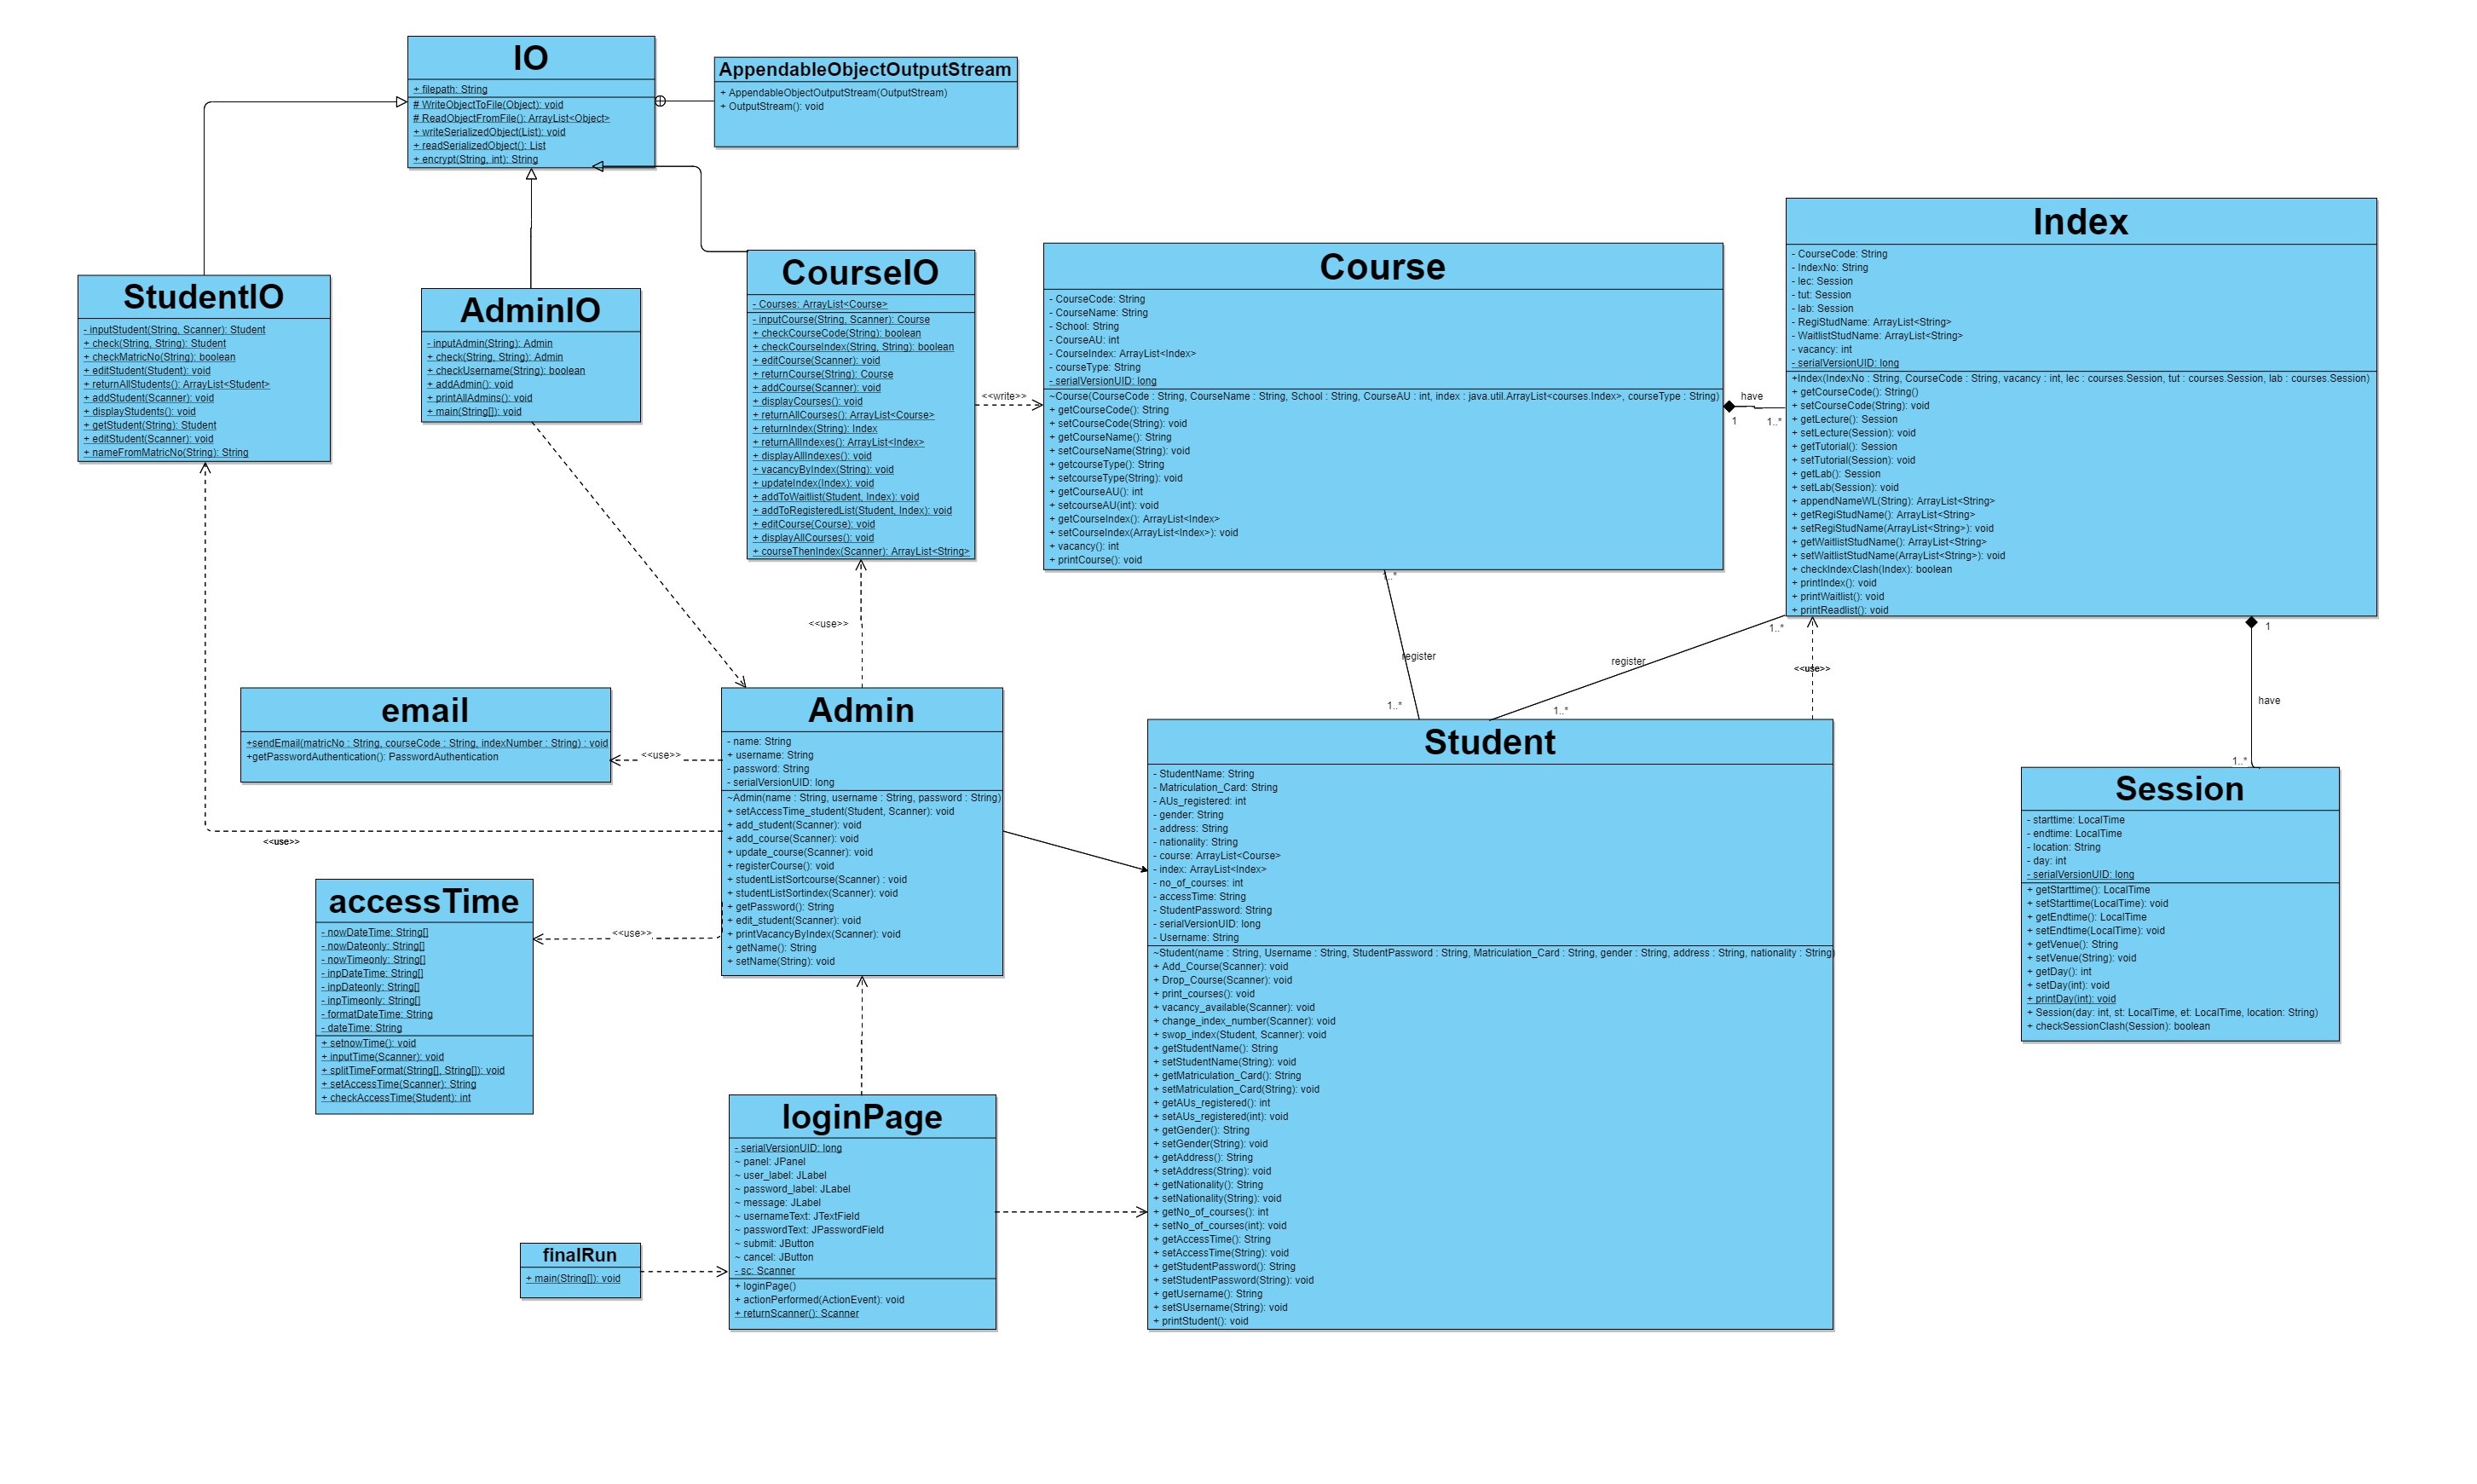 IO
+ filepath: String
# WriteObjectToFile(Object): void
# ReadObjectFromFile(): ArrayList<Object>
+ writeSerializedObject(List): void
+ readSerializedObject(): List
+ encrypt(String, int): String
AppendableObjectOutputStream
+ AppendableObjectOutputStream(OutputStream)
+ OutputStream(): void
StudentIO
- inputStudent(String, Scanner): Student
+ check(String, String): Student
+ checkMatricNo(String): boolean
+ editStudent(Student): void
+ returnAllStudents(): ArrayList<Student>
+ addStudent(Scanner): void
+ displayStudents(): void
+ getStudent(String): Student
+ editStudent(Scanner): void
+ nameFromMatricNo(String): String
AdminIO
- inputAdmin(String): Admin
+ check(String, String): Admin
+ checkUsername(String): boolean
+ addAdmin(): void
+ printAllAdmins(): void
+ main(String[]): void
CourseIO
- Courses: ArrayList<Course>
- inputCourse(String, Scanner): Course
+ checkCourseCode(String): boolean
+ checkCourseIndex(String, String): boolean
+ editCourse(Scanner): void
+ returnCourse(String): Course
+ addCourse(Scanner): void
+ displayCourses(): void
+ returnAllCourses(): ArrayList<Course>
+ returnIndex(String): Index
+ returnAllIndexes(): ArrayList<Index>
+ displayAllIndexes(): void
+ vacancyByIndex(String): void
+ updateIndex(Index): void
+ addToWaitlist(Student, Index): void
+ addToRegisteredList(Student, Index): void
+ editCourse(Course): void
+ displayAllCourses(): void
+ courseThenIndex(Scanner): ArrayList<String>
<<write>>
Course
- CourseCode: String
- CourseName: String
- School: String
- CourseAU: int
- CourseIndex: ArrayList<Index>
- courseType: String
- serialVersionUID: long
~Course(CourseCode : String, CourseName : String, School : String, CourseAU : int, index : java.util.ArrayList<courses.Index>, courseType : String)
+ getCourseCode(): String
+ setCourseCode(String): void
+ getCourseName(): String
+ setCourseName(String): void
+ getcourseType(): String
+ setcourseType(String): void
+ getCourseAU(): int
+ setcourseAU(int): void
+ getCourseIndex(): ArrayList<Index>
+ setCourseIndex(ArrayList<Index>): void
+ vacancy(): int
+ printCourse(): void
have
1
1..*
Index
- CourseCode: String
- IndexNo: String
- lec: Session
- tut: Session
- lab: Session
- RegiStudName: ArrayList<String>
- WaitlistStudName: ArrayList<String>
- vacancy: int
- serialVersionUID: long
+Index(IndexNo : String, CourseCode : String, vacancy : int, lec : courses.Session, tut : courses.Session, lab : courses.Session)
+ getCourseCode(): String()
+ setCourseCode(String): void
+ getLecture(): Session
+ setLecture(Session): void
+ getTutorial(): Session
+ setTutorial(Session): void
+ getLab(): Session
+ setLab(Session): void
+ appendNameWL(String): ArrayList<String>
+ getRegiStudName(): ArrayList<String>
+ setRegiStudName(ArrayList<String>): void
+ getWaitlistStudName(): ArrayList<String>
+ setWaitlistStudName(ArrayList<String>): void
+ checkIndexClash(Index): boolean
+ printIndex(): void
+ printWaitlist(): void
+ printReadlist(): void
<<use>>
1..*
register
1..*
1..*
register
1..*
<<use>>
1
have
1..*
email
+sendEmail(matricNo : String, courseCode : String, indexNumber : String) : void
+getPasswordAuthentication(): PasswordAuthentication
<<use>>
<<use>>
<<use>>
Admin
- name: String
+ username: String
- password: String
- serialVersionUID: long
~Admin(name : String, username : String, password : String)
+ setAccessTime_student(Student, Scanner): void
+ add_student(Scanner): void
+ add_course(Scanner): void
+ update_course(Scanner): void
+ registerCourse(): void
+ studentListSortcourse(Scanner) : void
+ studentListSortindex(Scanner): void
+ getPassword(): String
+ edit_student(Scanner): void
+ printVacancyByIndex(Scanner): void
+ getName(): String
+ setName(String): void
Student
- StudentName: String
- Matriculation_Card: String
- AUs_registered: int
- gender: String
- address: String
- nationality: String
- course: ArrayList<Course>
- index: ArrayList<Index>
- no_of_courses: int
- accessTime: String
- StudentPassword: String
- serialVersionUID: long
- Username: String
~Student(name : String, Username : String, StudentPassword : String, Matriculation_Card : String, gender : String, address : String, nationality : String)
+ Add_Course(Scanner): void
+ Drop_Course(Scanner): void
+ print_courses(): void
+ vacancy_available(Scanner): void
+ change_index_number(Scanner): void
+ swop_index(Student, Scanner): void
+ getStudentName(): String
+ setStudentName(String): void
+ getMatriculation_Card(): String
+ setMatriculation_Card(String): void
+ getAUs_registered(): int
+ setAUs_registered(int): void
+ getGender(): String
+ setGender(String): void
+ getAddress(): String
+ setAddress(String): void
+ getNationality(): String
+ setNationality(String): void
+ getNo_of_courses(): int
+ setNo_of_courses(int): void
+ getAccessTime(): String
+ setAccessTime(String): void
+ getStudentPassword(): String
+ setStudentPassword(String): void
+ getUsername(): String
+ setSUsername(String): void
+ printStudent(): void
Session
- starttime: LocalTime
- endtime: LocalTime
- location: String
- day: int
- serialVersionUID: long
+ getStarttime(): LocalTime
+ setStarttime(LocalTime): void
+ getEndtime(): LocalTime
+ setEndtime(LocalTime): void
+ getVenue(): String
+ setVenue(String): void
+ getDay(): int
+ setDay(int): void
+ printDay(int): void
+ Session(day: int, st: LocalTime, et: LocalTime, location: String)
+ checkSessionClash(Session): boolean
accessTime
- nowDateTime: String[]
- nowDateonly: String[]
- nowTimeonly: String[]
- inpDateTime: String[]
- inpDateonly: String[]
- inpTimeonly: String[]
- formatDateTime: String
- dateTime: String
+ setnowTime(): void
+ inputTime(Scanner): void
+ splitTimeFormat(String[], String[]): void
+ setAccessTime(Scanner): String
+ checkAccessTime(Student): int
loginPage
- serialVersionUID: long
~ panel: JPanel
~ user_label: JLabel
~ password_label: JLabel
~ message: JLabel
~ usernameText: JTextField
~ passwordText: JPasswordField
~ submit: JButton
~ cancel: JButton
- sc: Scanner
+ loginPage()
+ actionPerformed(ActionEvent): void
+ returnScanner(): Scanner
finalRun
+ main(String[]): void